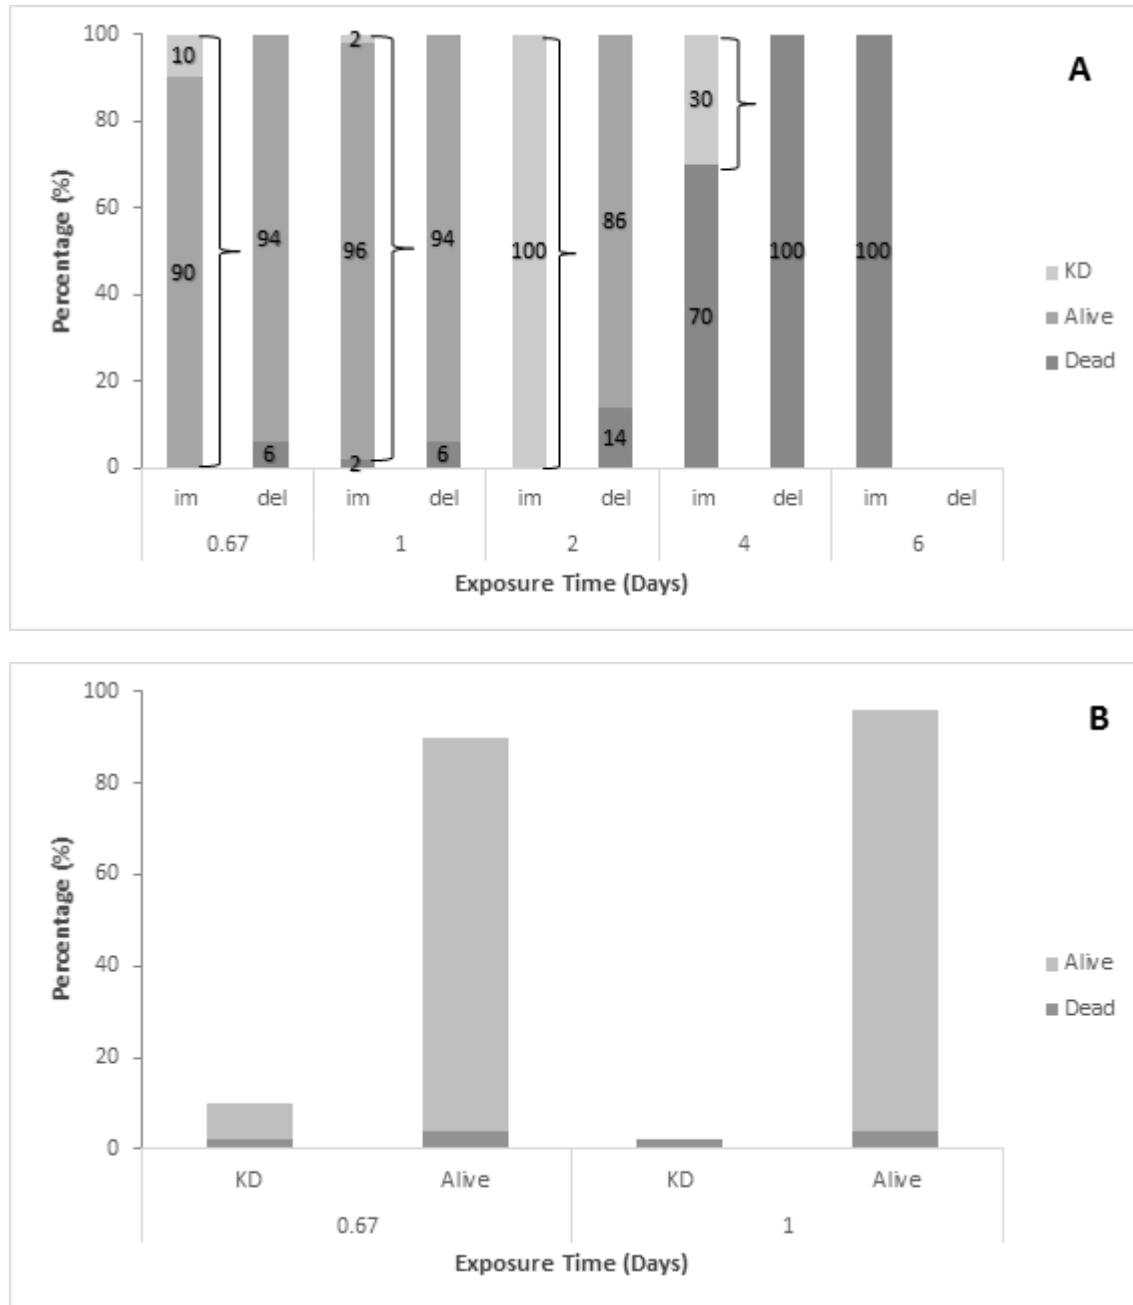 100
10
2
A
80
30
Percentage (%)
60
94
96
94
100
86
100
100
90
KD
40
70
Alive
20
Dead
6
2
6
14
0
im del im del im del im del im del
0.67 1 2 4 6
Exposure Time (Days)
100
B
80
Percentage (%)
60
40
Alive
20
Dead
0
KD Alive KD Alive
0.67 1
Exposure Time (Days)